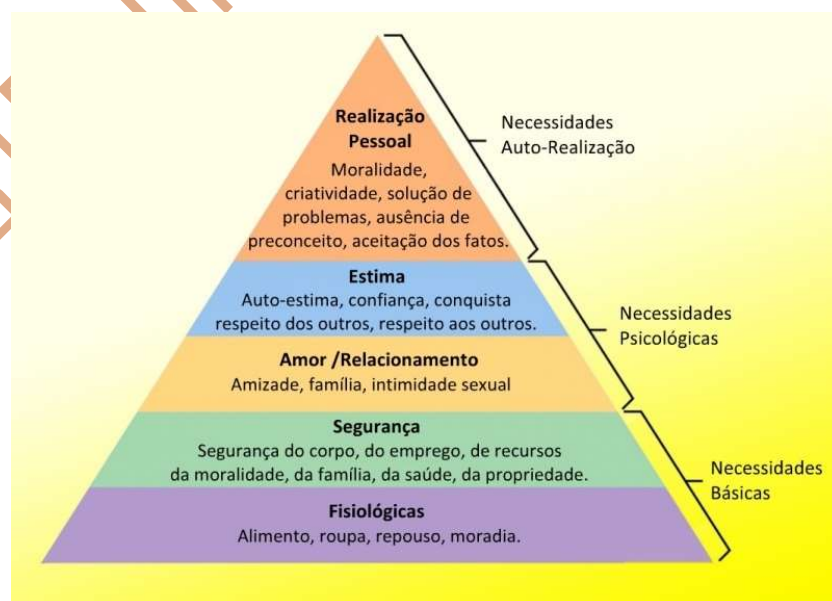 Realização
Pessoal
Moralidade,
criatividade, solução de
problemas, ausência de
preconceito, aceitação dos fatos.
Necessidades
Auto-Realização
Estima
Auto-estima, confiança, conquista
respeito dos outros, respeito aos outros.
Necessidades
Psicológicas
Amor /Relacionamento
Amizade, família, intimidade sexual
Segurança
Segurança do corpo, do emprego, de recursos
da moralidade, da família, da saúde, da propriedade.
Necessidades
Básicas
Fisiológicas
Alimento, roupa, repouso, moradia.